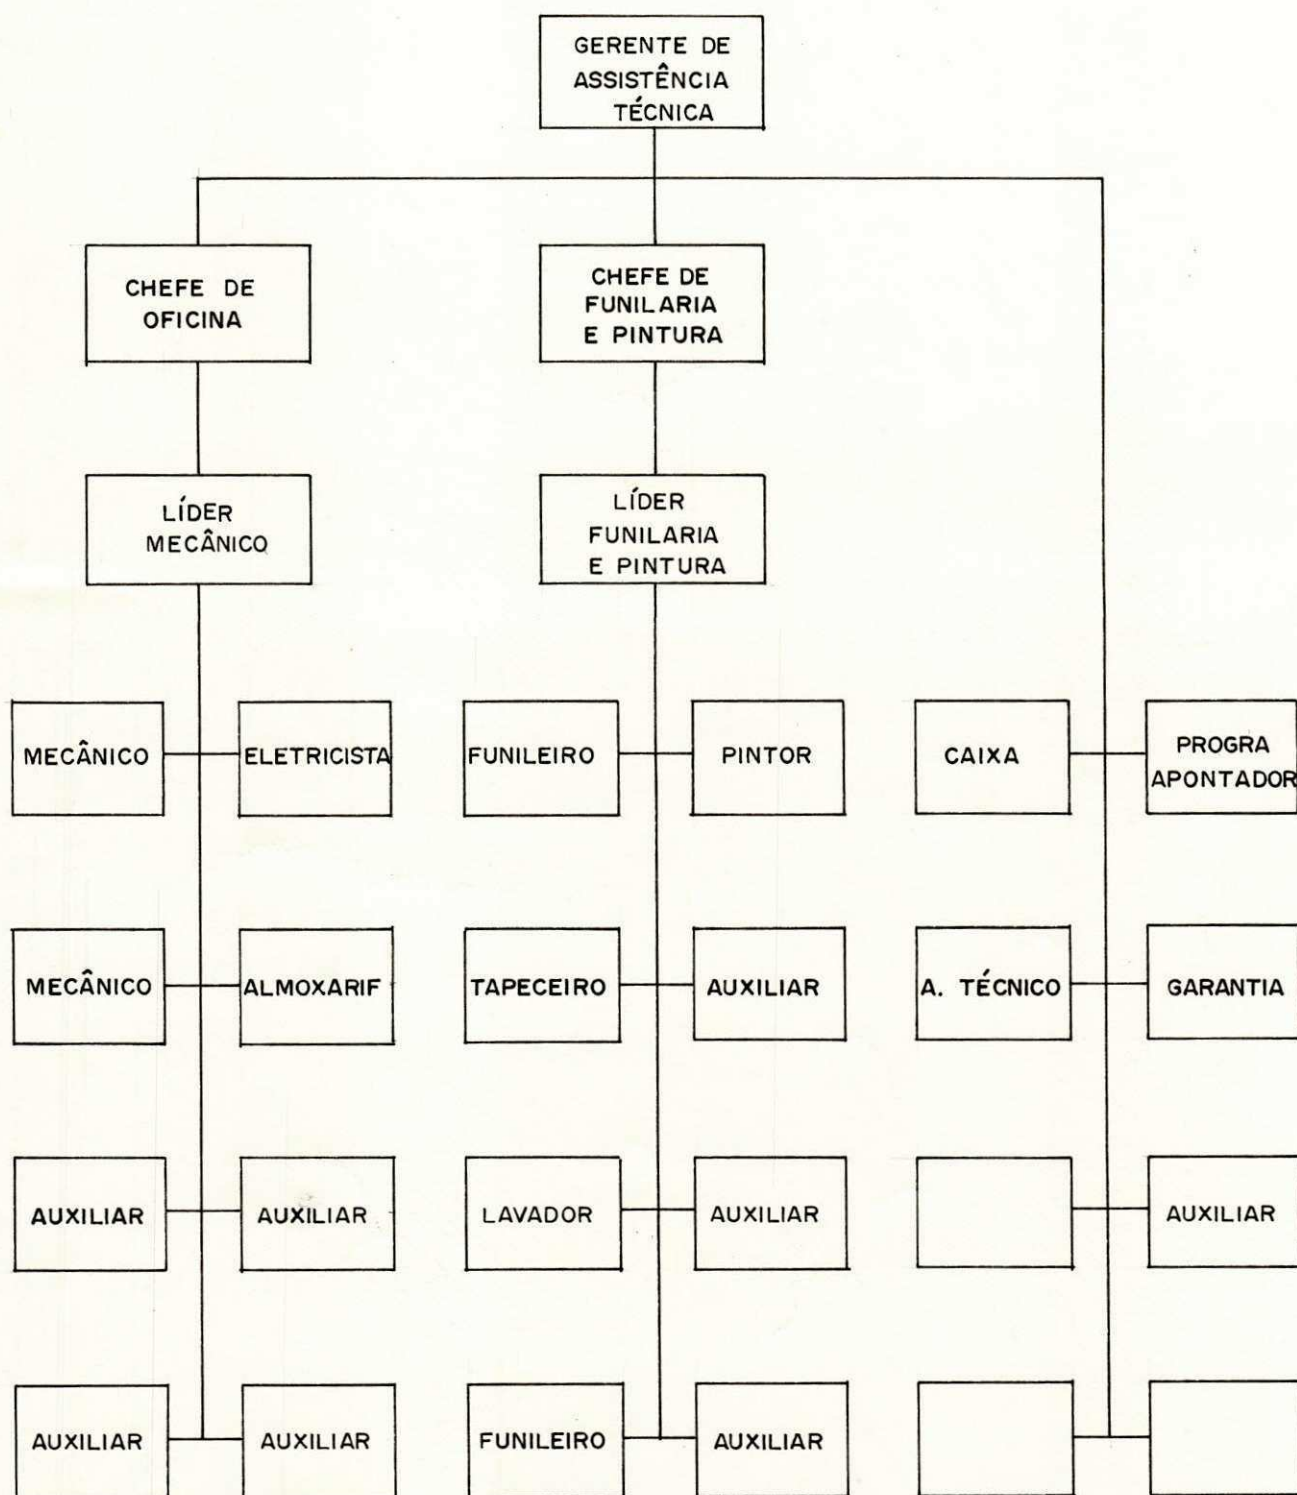 GERENTE DE
ASSISTÊNCIA
TÉCNICA
CHEFE DE
OFICINA
CHEFE DE
FUNILARIA
E PINTURA
LÍDER
MECÂNICO
LÍDER
FUNILARIA
E PINTURA
MECÂNICO
ELETRICISTA
FUNILEIRO
PINTOR
CAIXA
PROGRA
APONTADOR
MECÂNICO
ALMOXARIF
TAPECEIRO
AUXILIAR
A. TÉCNICO
GARANTIA
AUXILIAR
AUXILIAR
LAVADOR
AUXILIAR
AUXILIAR
AUXILIAR
AUXILIAR
FUNILEIRO
AUXILIAR